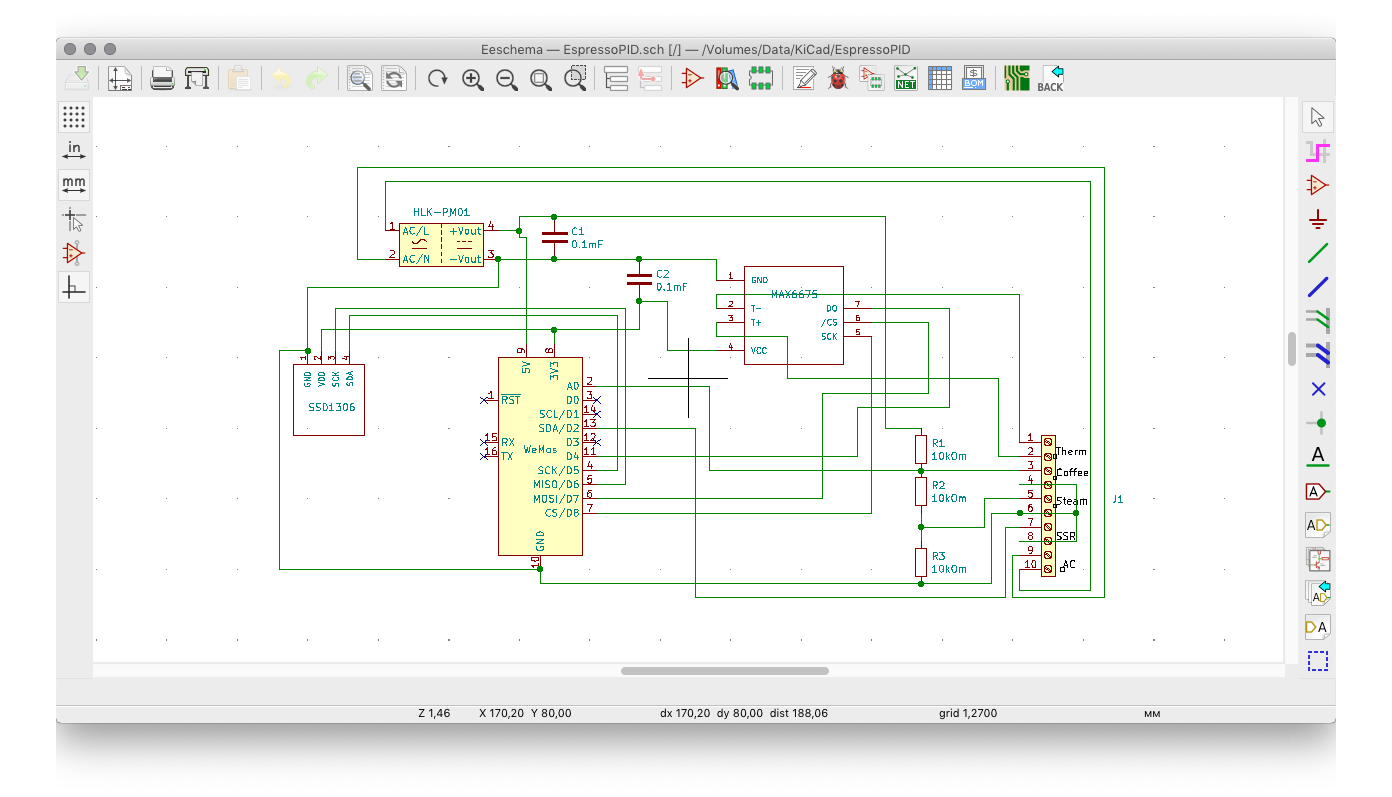 Eeschema — EspressoPID.sch [/] — /Volumes/Data/KiCad/EspressoPID
NET
BOM
BACK
in
mm
HLK-PM01
1 AC/L +Vout 4
2 AC/N -Vout 3
C1
0.1mF
C2
0.1mF
MAX6675
1 GND
2 T-
3 T+
4 VCC
DO 7
/CS 6
SCK 5
1 GND
2 VDD
3 SCK
4 SDA
SSD1306
9 5V
8 3V3
1 RST
15 RX
16 TX
WeMos
A0 2
D0 3
SCL/D1 14
SDA/D2 13
D3 12
D4 11
SCK/D5 4
MISO/D6 5
MOSI/D7 6
CS/D8 7
GND 10
R1
10kOm
R2
10kOm
R3
10kOm
1
2 Therm
3
4 Coffee
5
6 Steam
7
8 SSR
9
10 AC
J1
A
A
AD
AD
DA
Z 1,46 X 170,20 Y 80,00 dx 170,20 dy 80,00 dist 188,06 grid 1,2700 мм